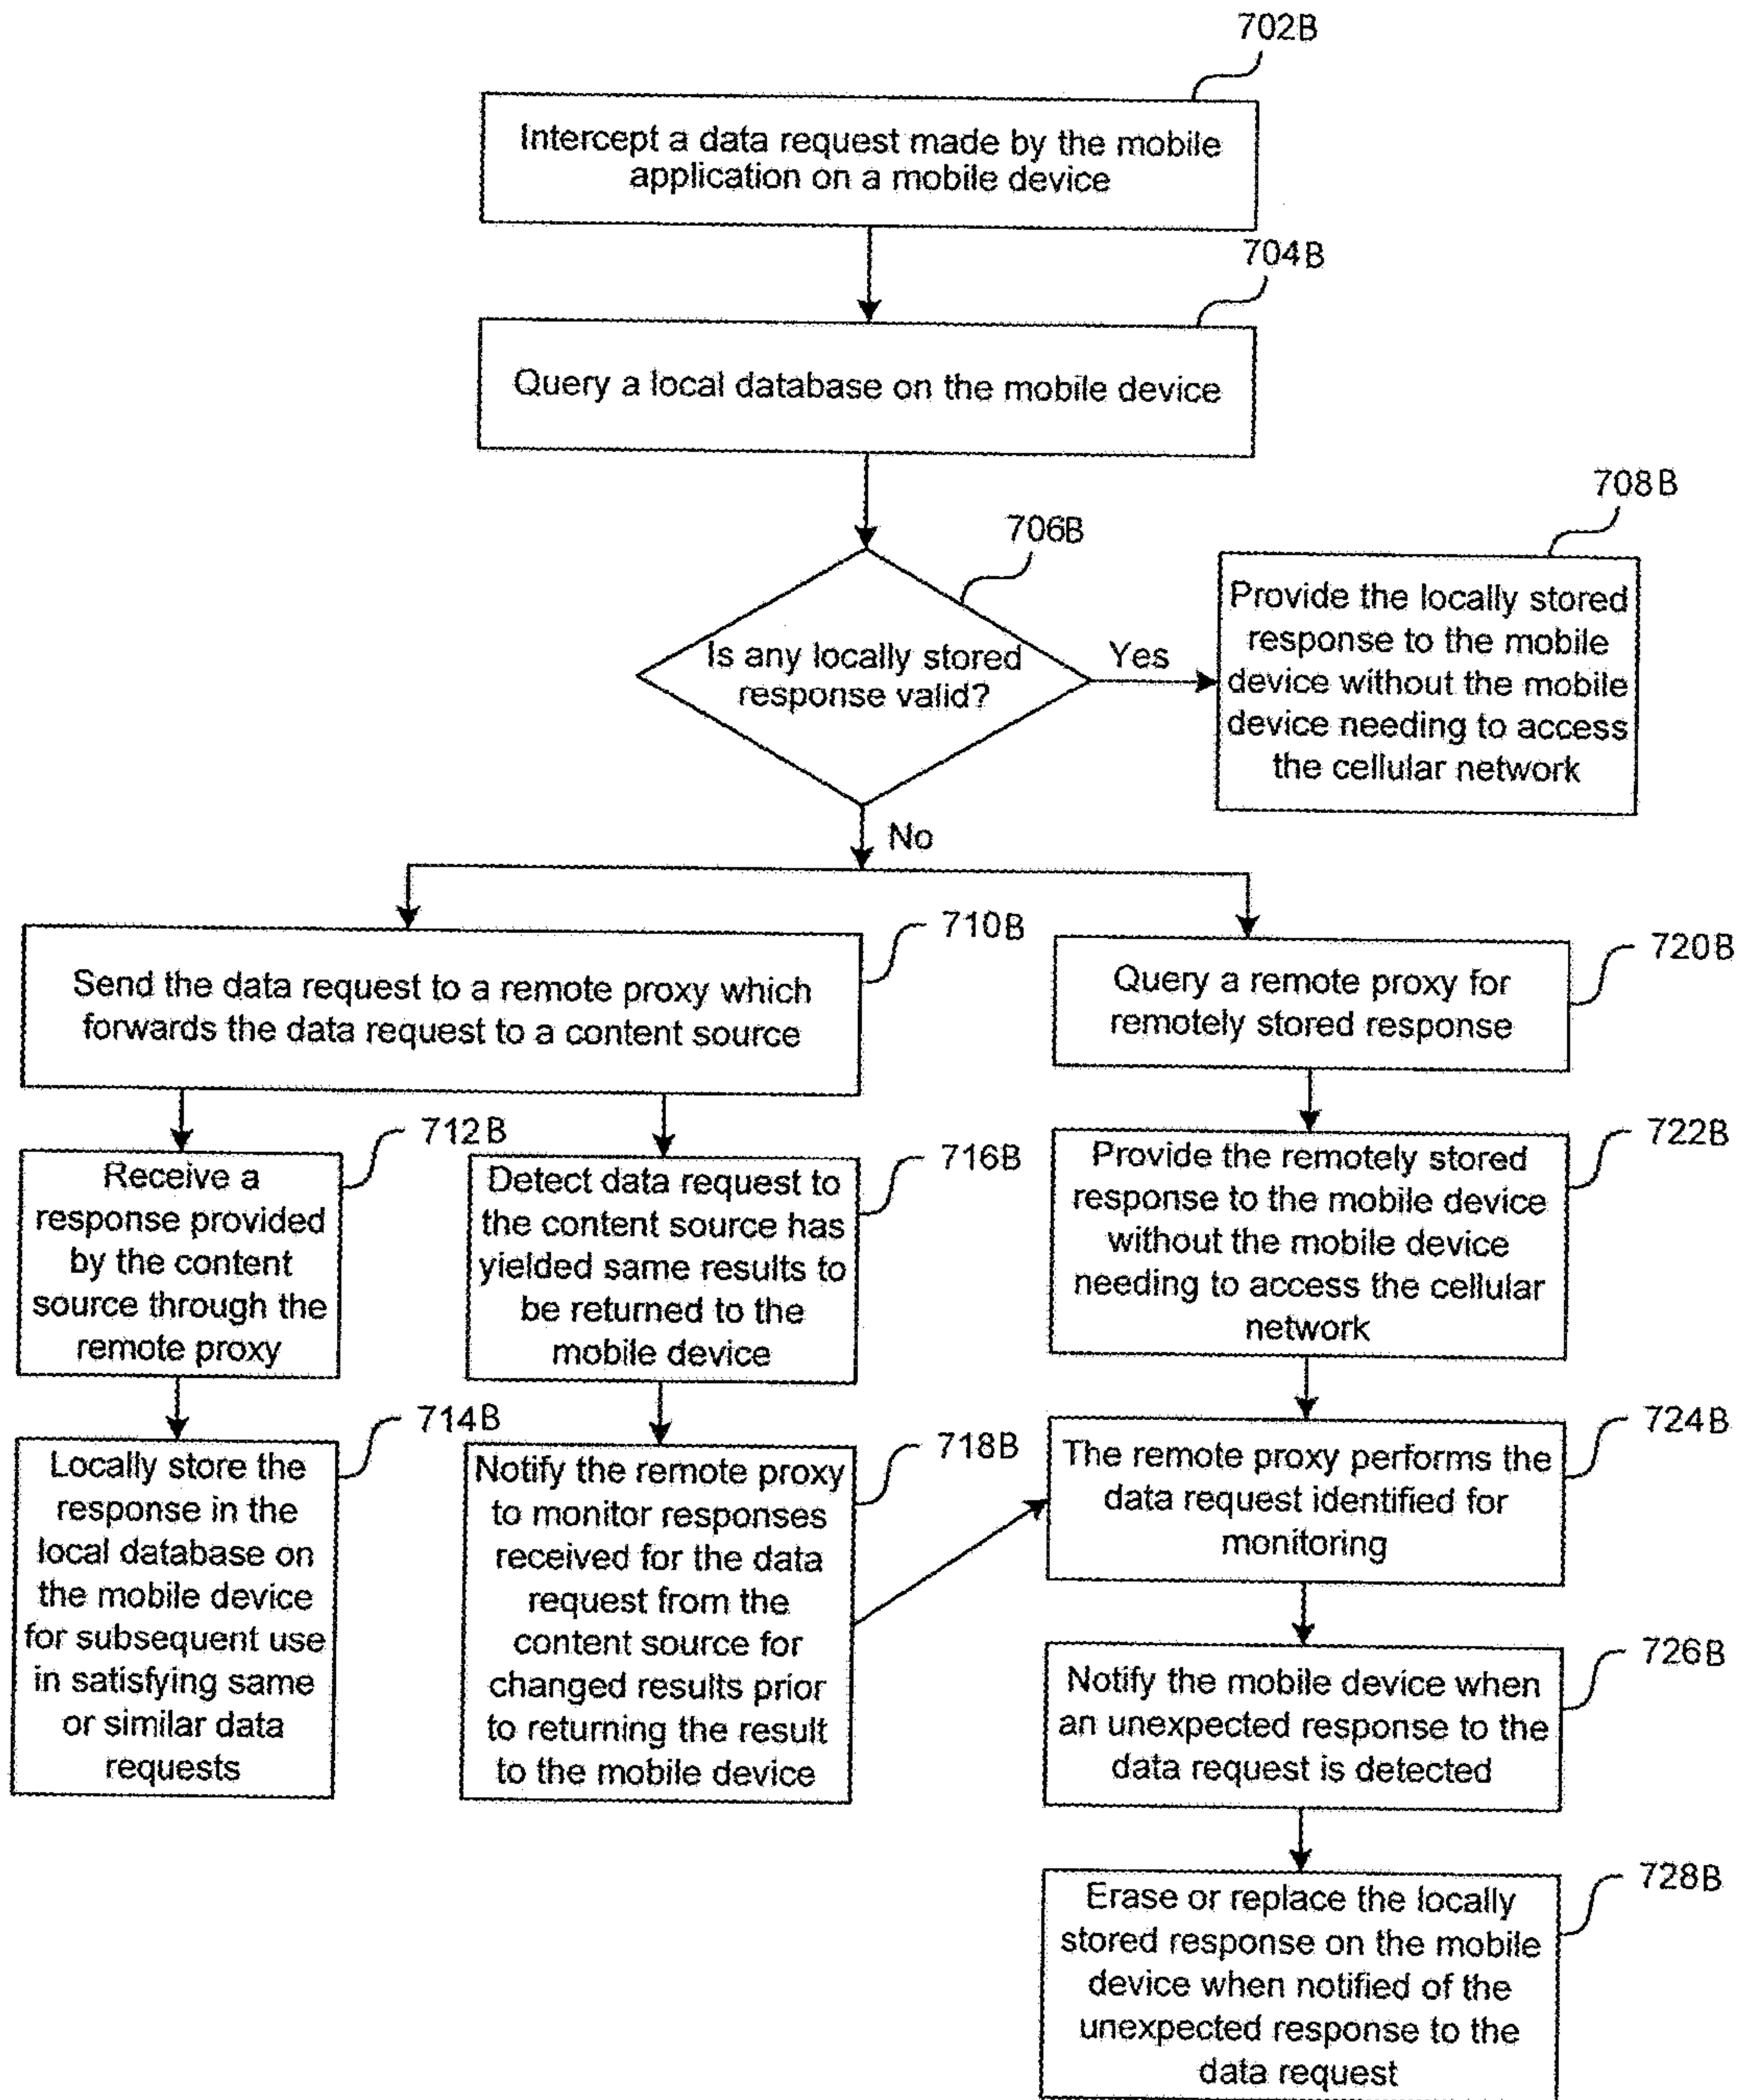 702B
Intercept a data request made by the mobile
application on a mobile device
704B
Query a local database on the mobile device
706B
Is any locally stored
response valid?
Yes
708B
Provide the locally stored
response to the mobile
device without the mobile
device needing to access
the cellular network
No
710B
Send the data request to a remote proxy which
forwards the data request to a content source
712B
Receive a
response provided
by the content
source through the
remote proxy
714B
Locally store the
response in the
local database on
the mobile device
for subsequent use
in satisfying same
or similar data
requests
716B
Detect data request to
the content source has
yielded same results to
be returned to the
mobile device
718B
Notify the remote proxy
to monitor responses
received for the data
request from the
content source for
changed results prior
to returning the result
to the mobile device
720B
Query a remote proxy for
remotely stored response
722B
Provide the remotely stored
response to the mobile device
without the mobile device
needing to access the cellular
network
724B
The remote proxy performs the
data request identified for
monitoring
726B
Notify the mobile device when
an unexpected response to the
data request is detected
728B
Erase or replace the locally
stored response on the mobile
device when notified of the
unexpected response to the
data request